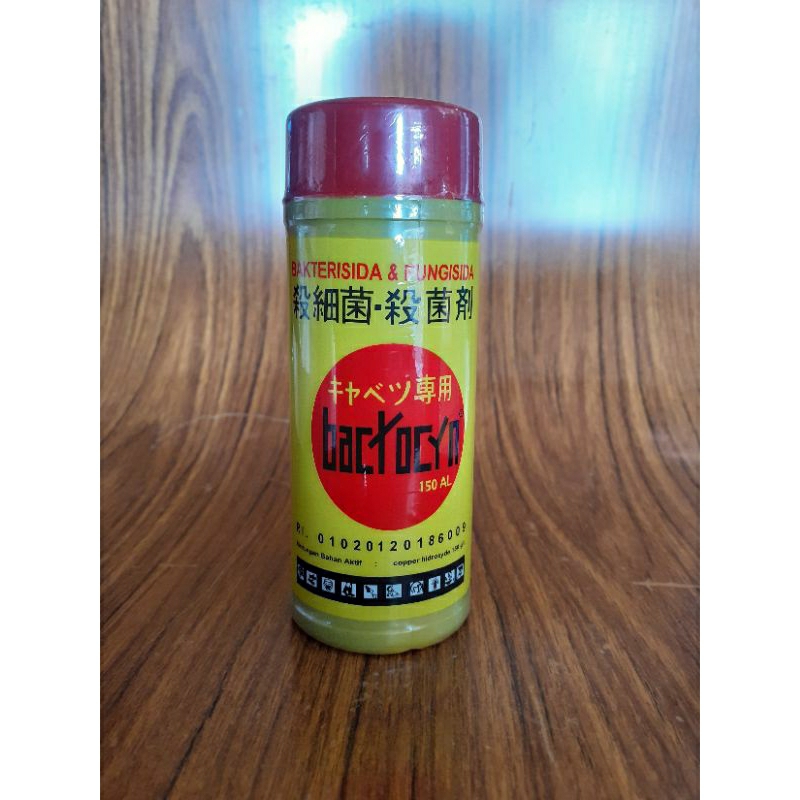 BAKTERISIDA & FUNGISIDA
殺細菌・殺菌剤
キャベツ専用
bactocyn®
150 AL
RI. 01020120186009
Bahan Aktif : copper hidroxyde